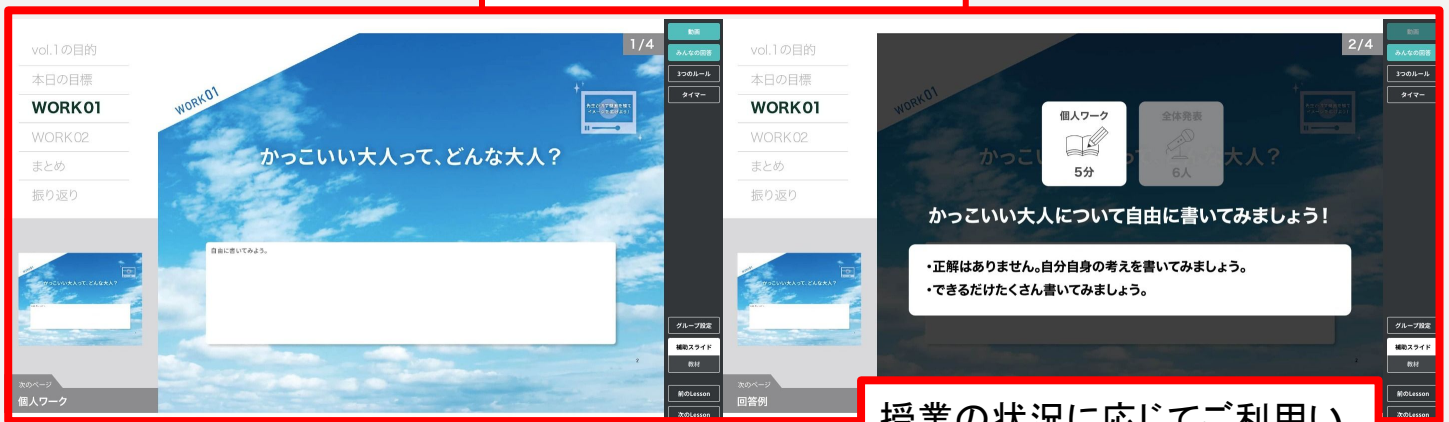 vol.1の目的
本日の目標
WORK01
WORK02
まとめ
振り返り
次のページ
個人ワーク
1/4
WORK01
かっこいい大人って、どんな大人?
自由に書いてみよう。
動画
みんなの回答
3つのルール
タイマー
グループ設定
補助スライド
教材
前のLesson
次のLesson
vol.1の目的
本日の目標
WORK01
WORK02
まとめ
振り返り
次のページ
回答例
2/4
WORK01
個人ワーク
5分
全体発表
6人
かっこいい大人について自由に書いてみましょう!
・正解はありません。自分自身の考えを書いてみましょう。
・できるだけたくさん書いてみましょう。
動画
みんなの回答
3つのルール
タイマー
グループ設定
補助スライド
教材
前のLesson
次のLesson
授業の状況に応じてご利用い